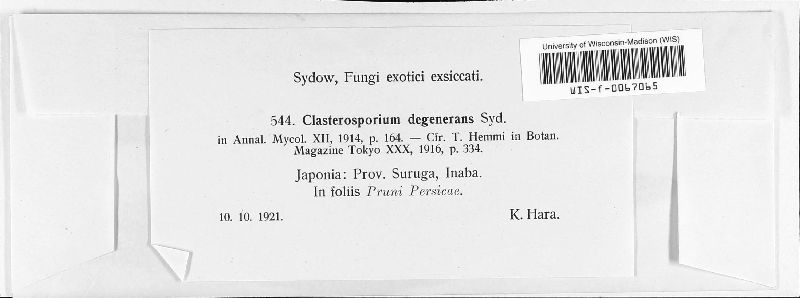 University of Wisconsin-Madison (WIS)
WIS-f-0067065
Sydow, Fungi exotici exsiccati.
544. Clasterosporium degenerans Syd.
in Annal. Mycol. XII, 1914, p. 164. — Cfr. T. Hemmi in Botan.
Magazine Tokyo XXX, 1916, p. 334.
Japonia: Prov. Suruga, Inaba.
In foliis Pruni Persicae.
10. 10. 1921. K. Hara.